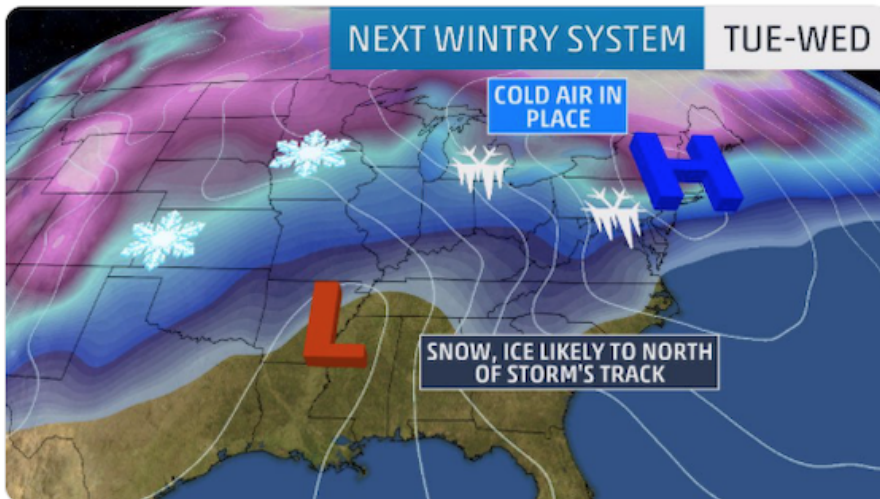 NEXT WINTRY SYSTEM TUE-WED
COLD AIR IN
PLACE
H
L
SNOW, ICE LIKELY TO NORTH
OF STORM'S TRACK